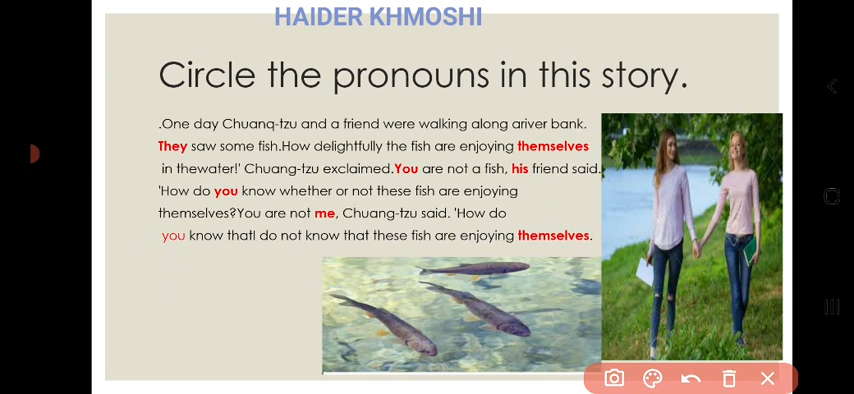 HAIDER KHMOSHI
Circle the pronouns in this story.
.One day Chuanq-tzu and a friend were walking along ariver bank.
They saw some fish.How delightfully the fish are enjoying themselves
in thewater!' Chuang-tzu exclaimed.You are not a fish, his friend said.
'How do you know whether or not these fish are enjoying
themselves?You are not me, Chuang-tzu said. 'How do
you know thatI do not know that these fish are enjoying themselves.